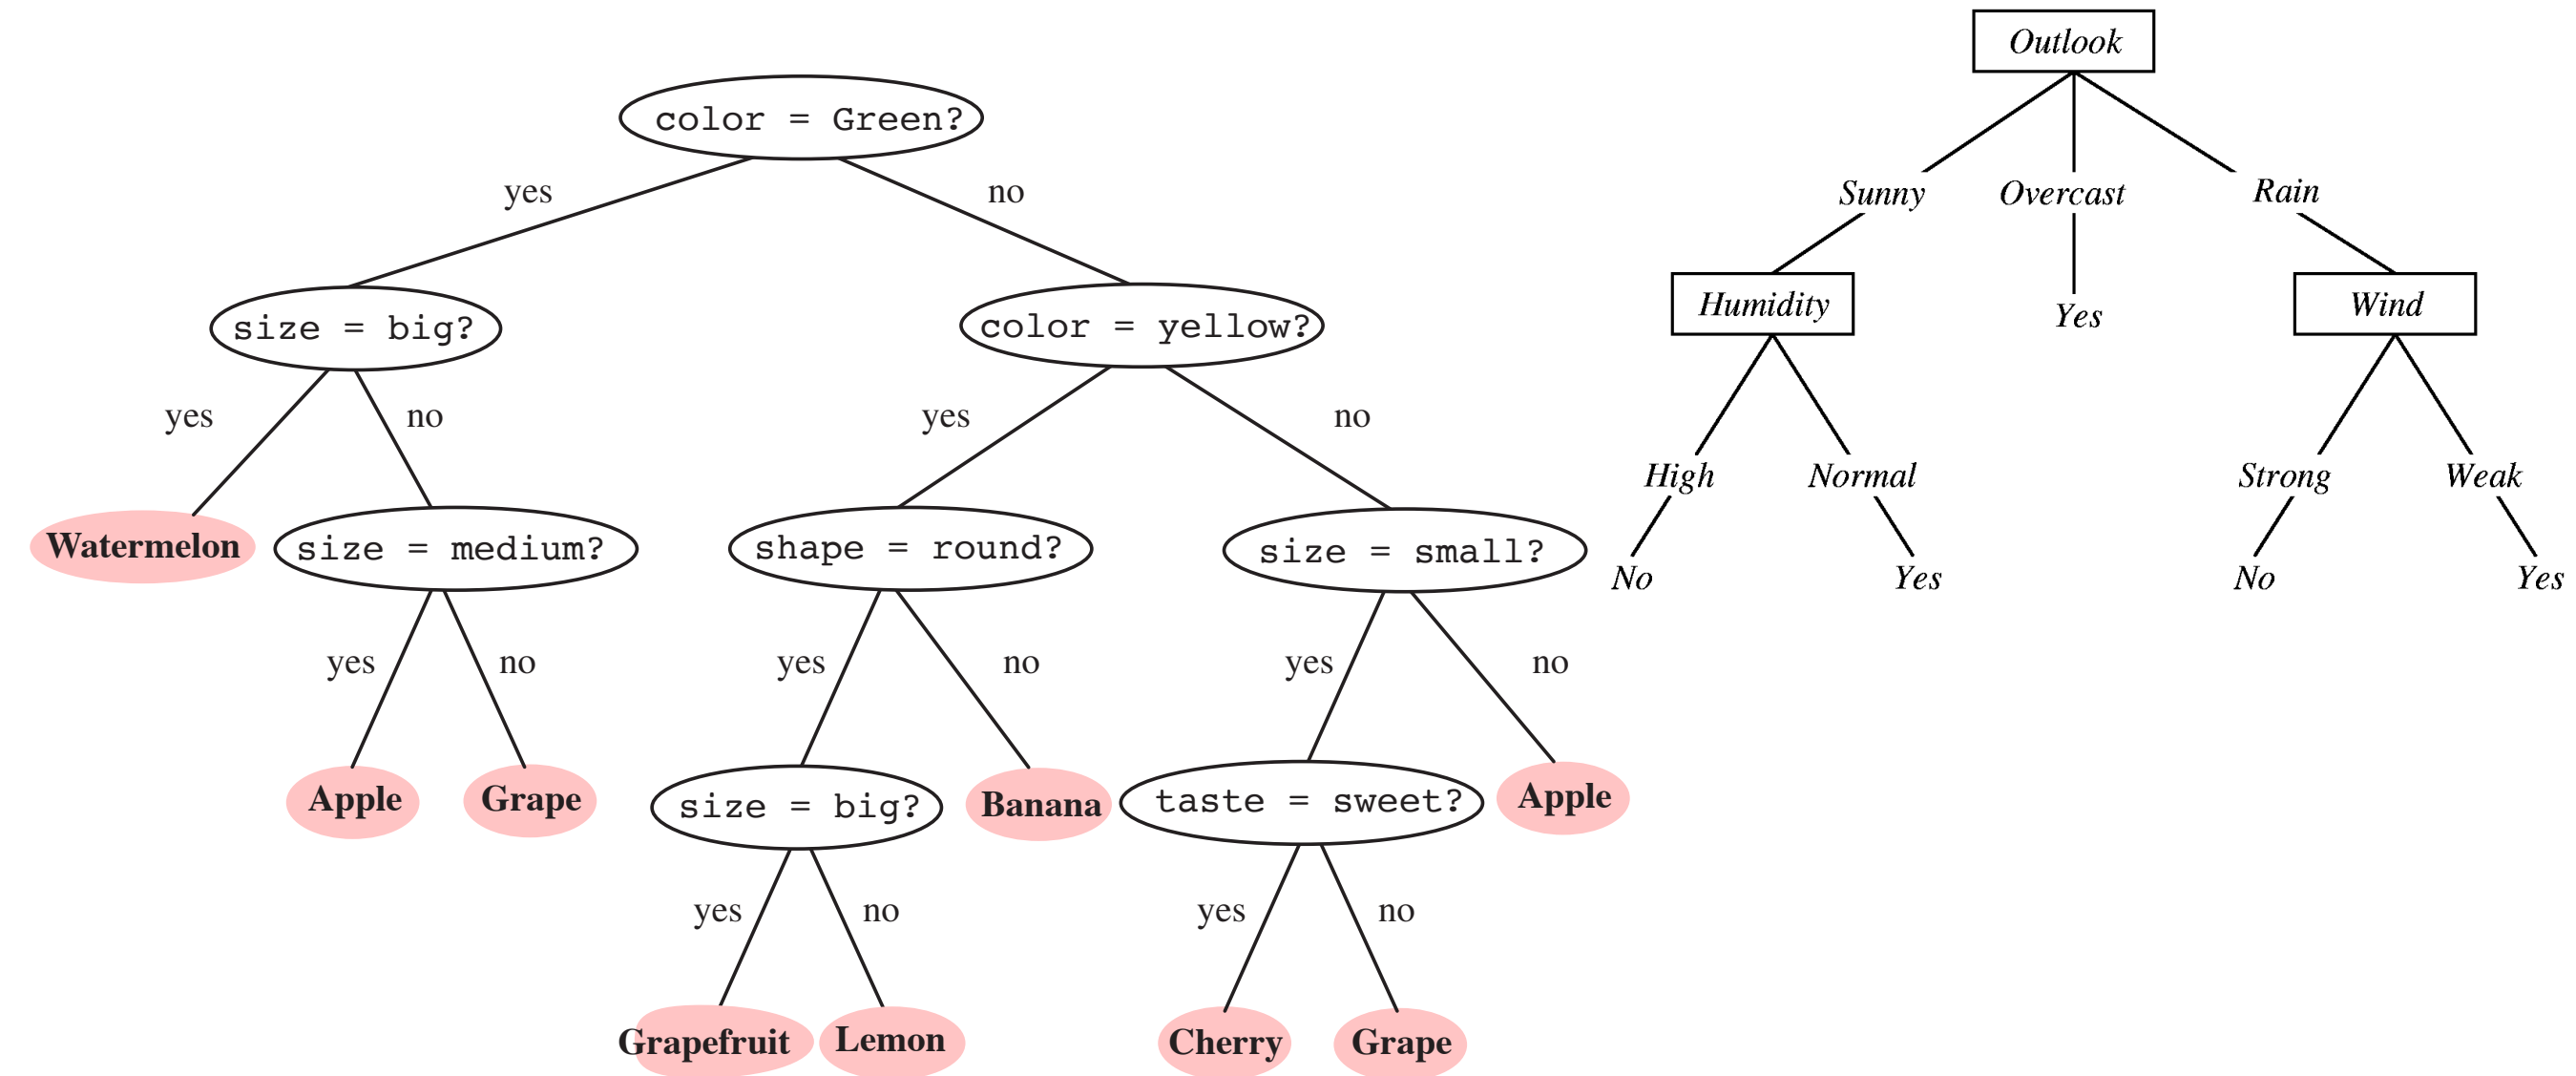 color = Green?
yes
no
size = big?
color = yellow?
yes
no
yes
no
Watermelon
size = medium?
shape = round?
size = small?
yes
no
yes
no
yes
no
Apple
Grape
size = big?
Banana
taste = sweet?
Apple
yes
no
yes
no
Grapefruit
Lemon
Cherry
Grape
Outlook
Sunny
Overcast
Rain
Humidity
Yes
Wind
High
Normal
Strong
Weak
No
Yes
No
Yes